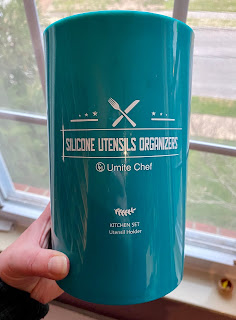 SILICONE UTENSILS ORGANIZERS
Umite Chef
KITCHEN SET
Utensil Holder